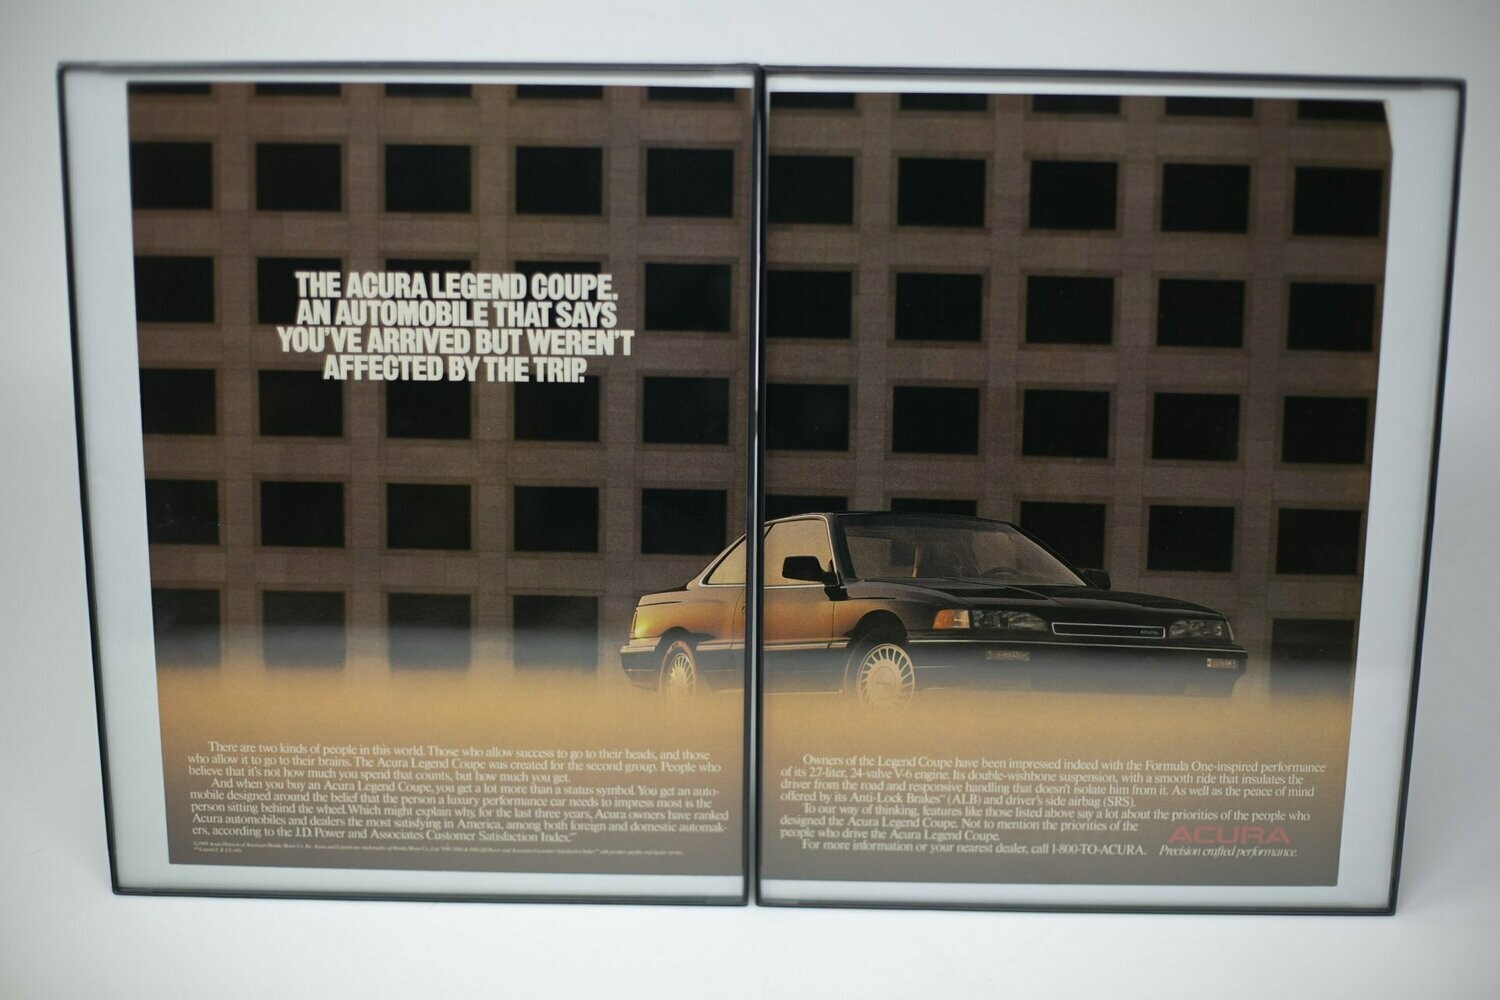 THE ACURA LEGEND COUPE.
AN AUTOMOBILE THAT SAYS
YOU'VE ARRIVED BUT WEREN'T
AFFECTED BY THE TRIP.
There are two kinds of people in this world. Those who allow success to go to their heads, and those
who allow it to go to their brains. The Acura Legend Coupe was created for the second group. People who
believe that it's not how much you spend that counts, but how much you get.
And when you buy an Acura Legend Coupe, you get a lot more than a status symbol. You get an auto-
mobile designed around the belief that the person a luxury performance car needs to impress most is the
person sitting behind the wheel. Which might explain why, for the last three years, Acura owners have ranked
Acura automobiles and dealers the most satisfying in America, among both foreign and domestic automak-
ers, according to the J.D. Power and Associates Customer Satisfaction Index.**
Owners of the Legend Coupe have been impressed indeed with the Formula One-inspired performance
of its 2.7-liter, 24-valve V-6 engine. Its double-wishbone suspension, with a smooth ride that insulates the
driver from the road and responsive handling that doesn't isolate him from it. As well as the peace of mind
offered by its Anti-Lock Brakes* (ALB) and driver's side airbag (SRS).
To our way of thinking, features like those listed above say a lot about the priorities of the people who
designed the Acura Legend Coupe. Not to mention the priorities of the
people who drive the Acura Legend Coupe.
For more information or your nearest dealer, call 1-800-TO-ACURA.
ACURA
Precision crafted performance.